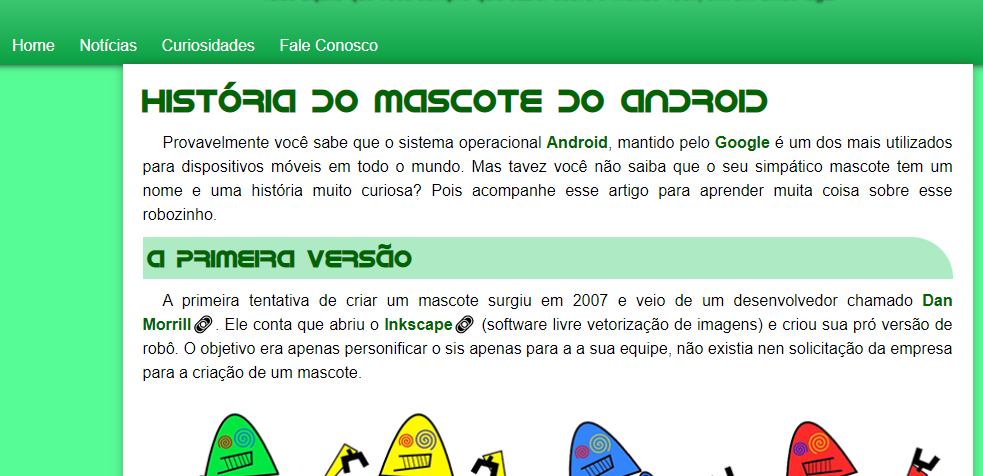 Home Notícias Curiosidades Fale Conosco
História do mascote do Android
Provavelmente você sabe que o sistema operacional Android, mantido pelo Google é um dos mais utilizados
para dispositivos móveis em todo o mundo. Mas tavez você não saiba que o seu simpático mascote tem um
nome e uma história muito curiosa? Pois acompanhe esse artigo para aprender muita coisa sobre esse
robozinho.
A primeira versão
A primeira tentativa de criar um mascote surgiu em 2007 e veio de um desenvolvedor chamado Dan
Morrill. Ele conta que abriu o Inkscape (software livre vetorização de imagens) e criou sua pró versão de
robô. O objetivo era apenas personificar o sis apenas para a a sua equipe, não existia nen solicitação da empresa
para a criação de um mascote.